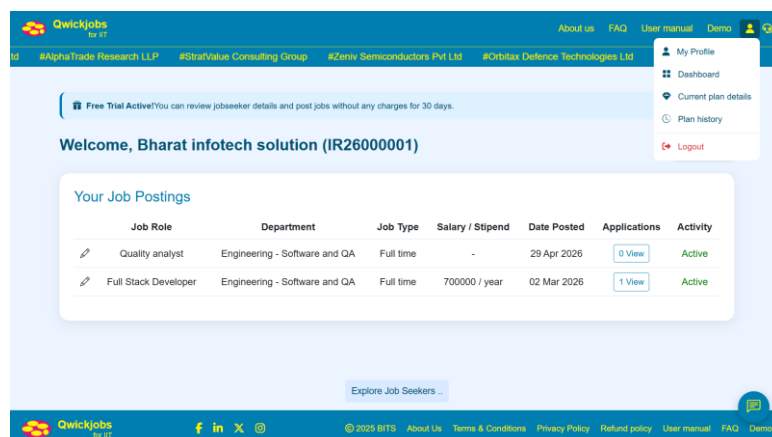 Qwickjobs
for IIT
About us FAQ User manual Demo
#AlphaTrade Research LLP #StratValue Consulting Group #Zeniv Semiconductors Pvt Ltd #Orbitax Defence Technologies Ltd
My Profile
Dashboard
Current plan details
Plan history
Logout
Free Trial Active!You can review jobseeker details and post jobs without any charges for 30 days.
Welcome, Bharat infotech solution (IR26000001)
Your Job Postings
Job Role Department Job Type Salary / Stipend Date Posted Applications Activity
Quality analyst Engineering - Software and QA Full time - 29 Apr 2026 0 View Active
Full Stack Developer Engineering - Software and QA Full time 700000 / year 02 Mar 2026 1 View Active
Explore Job Seekers ..
Qwickjobs
for IIT
© 2025 BITS About Us Terms & Conditions Privacy Policy Refund policy User manual FAQ Demo